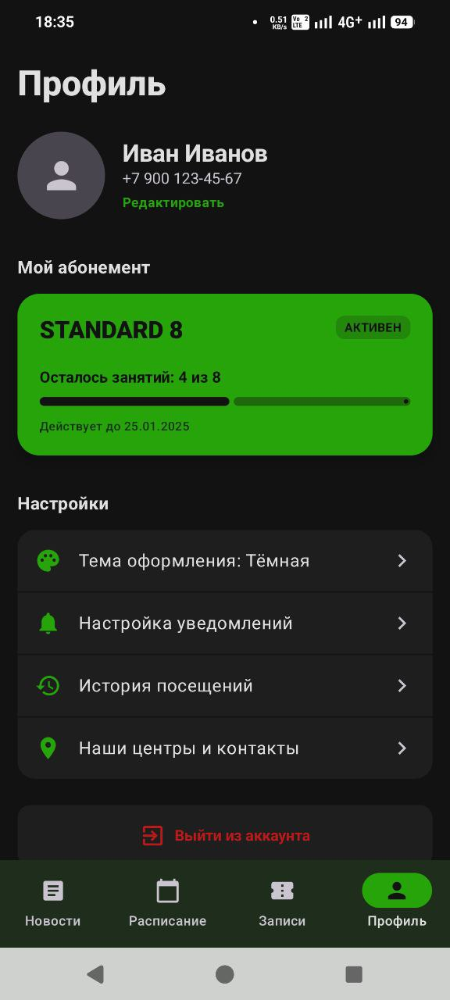 18:35
0.51 KB/s Vo LTE 2 4G+ 94
Профиль
Иван Иванов
+7 900 123-45-67
Редактировать
Мой абонемент
STANDARD 8
АКТИВЕН
Осталось занятий: 4 из 8
Действует до 25.01.2025
Настройки
Тема оформления: Тёмная
Настройка уведомлений
История посещений
Наши центры и контакты
Выйти из аккаунта
Новости
Расписание
Записи
Профиль